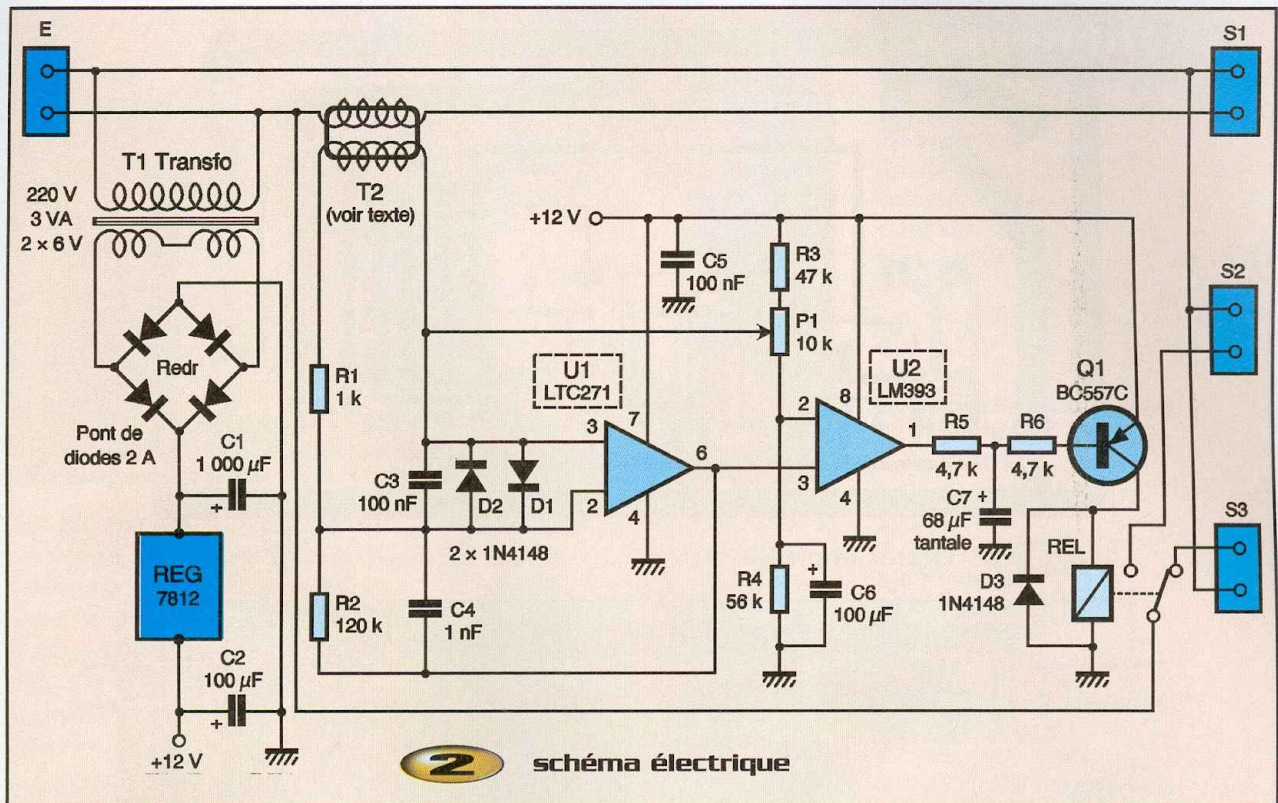 E
S1
T1 Transfo
220 V
3 VA
2 × 6 V
T2
(voir texte)
+12 V
C5
100 nF
R3
47 k
P1
10 k
S2
Redr
Pont de
diodes 2 A
R1
1 k
U1
LTC271
U2
LM393
Q1
BC557C
C1
1 000 µF
+
3
7
6
2
4
2
8
1
3
4
R5
4,7 k
R6
4,7 k
C3
100 nF
D2
D1
2 × 1N4148
C7
+
68 µF
tantale
S3
REG
7812
R2
120 k
C4
1 nF
R4
56 k
+
C6
100 µF
D3
1N4148
REL
C2
100 µF
+
+12 V
2 schéma électrique